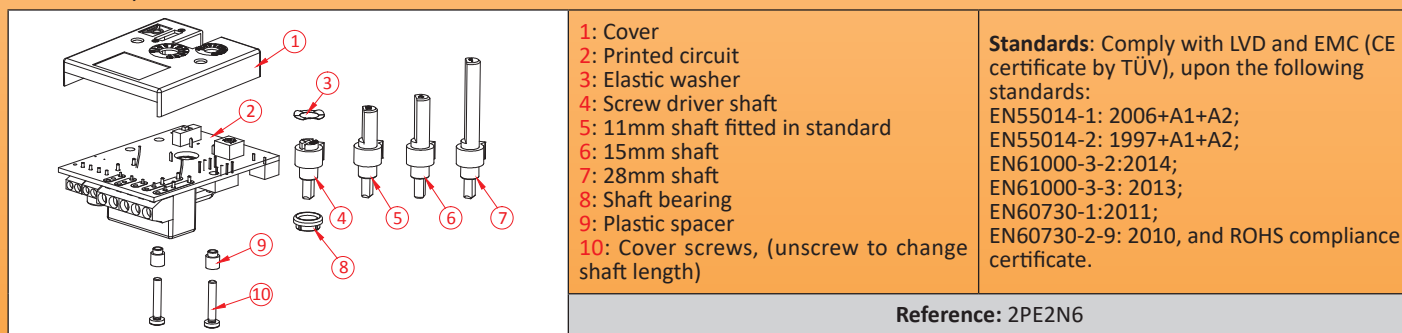 1
2
3
4
5
6
7
8
9
10
1: Cover
2: Printed circuit
3: Elastic washer
4: Screw driver shaft
5: 11mm shaft fitted in standard
6: 15mm shaft
7: 28mm shaft
8: Shaft bearing
9: Plastic spacer
10: Cover screws, (unscrew to change
shaft length)
Standards: Comply with LVD and EMC (CE
certificate by TÜV), upon the following
standards:
EN55014-1: 2006+A1+A2;
EN55014-2: 1997+A1+A2;
EN61000-3-2:2014;
EN61000-3-3: 2013;
EN60730-1:2011;
EN60730-2-9: 2010, and ROHS compliance
certificate.
Reference: 2PE2N6